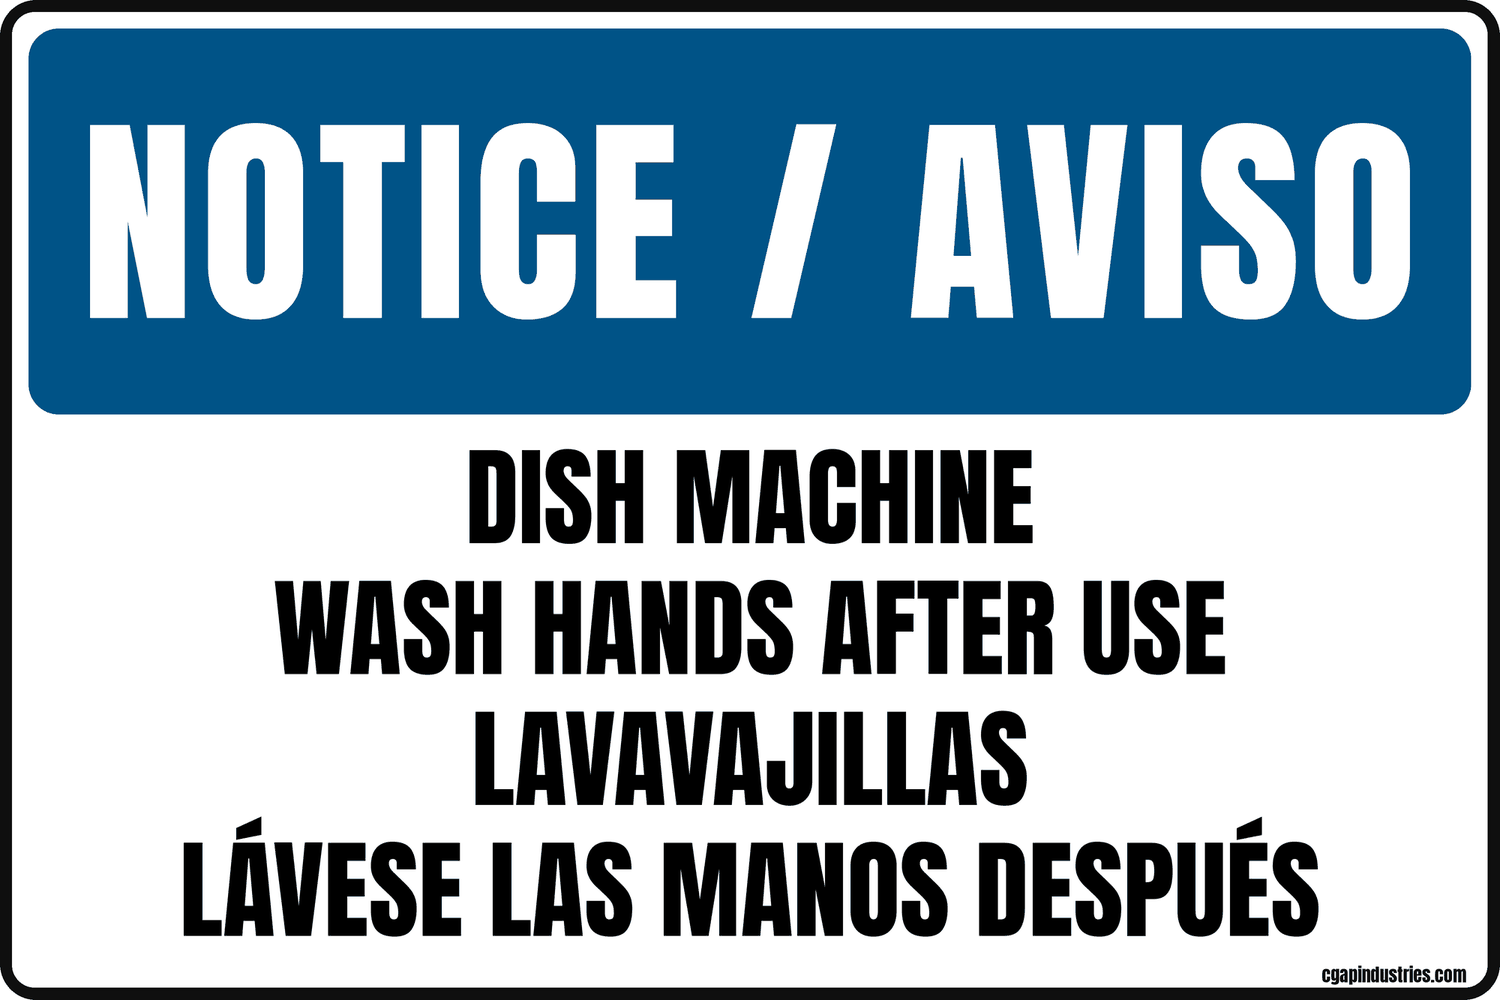 NOTICE / AVISO
DISH MACHINE
WASH HANDS AFTER USE
LAVAVAJILLAS
LÁVESE LAS MANOS DESPUÉS
cgapindustries.com